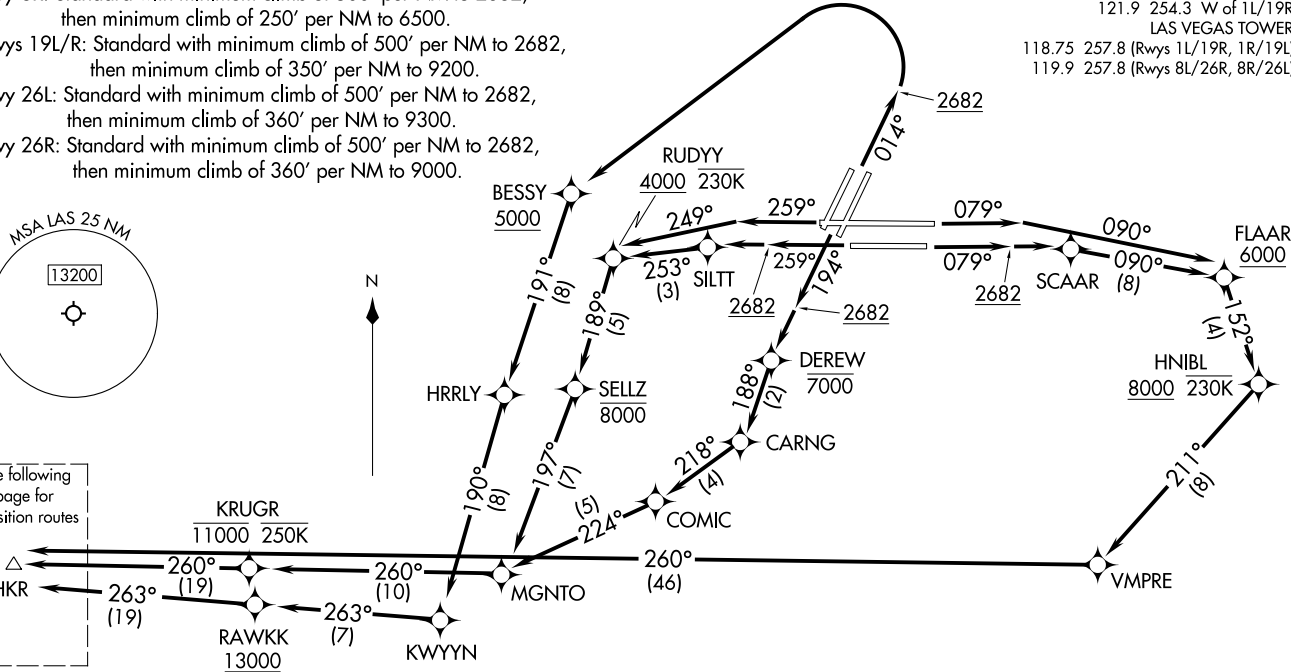 then minimum climb of 250' per NM to 6500.
wys 19L/R: Standard with minimum climb of 500' per NM to 2682,
then minimum climb of 350' per NM to 9200.
wy 26L: Standard with minimum climb of 500' per NM to 2682,
then minimum climb of 360' per NM to 9300.
wy 26R: Standard with minimum climb of 500' per NM to 2682,
then minimum climb of 360' per NM to 9000.
121.9 254.3 W of 1L/19R
LAS VEGAS TOWER
118.75 257.8 (Rwys 1L/19R, 1R/19L)
119.9 257.8 (Rwys 8L/26R, 8R/26L)
2682
014°
RUDYY
4000 230K
BESSY
5000
249°
259°
079°
090°
FLAAR
6000
MSA LAS 25 NM
13200
N
191°
(8)
253°
(3)
SILTT
259°
194°
079°
SCAAR
090°
(8)
2682
2682
2682
189°
(5)
152°
(4)
HRRLY
SELLZ
8000
DEREW
7000
188°
(2)
HNIBL
8000 230K
CARNG
218°
(4)
211°
(8)
197°
(7)
190°
(8)
COMIC
(5)
224°
e following
page for
sition routes
HKR
KRUGR
11000 250K
260°
(19)
260°
(10)
MGNTO
260°
(46)
VMPRE
263°
(19)
RAWKK
13000
263°
(7)
KWYYN